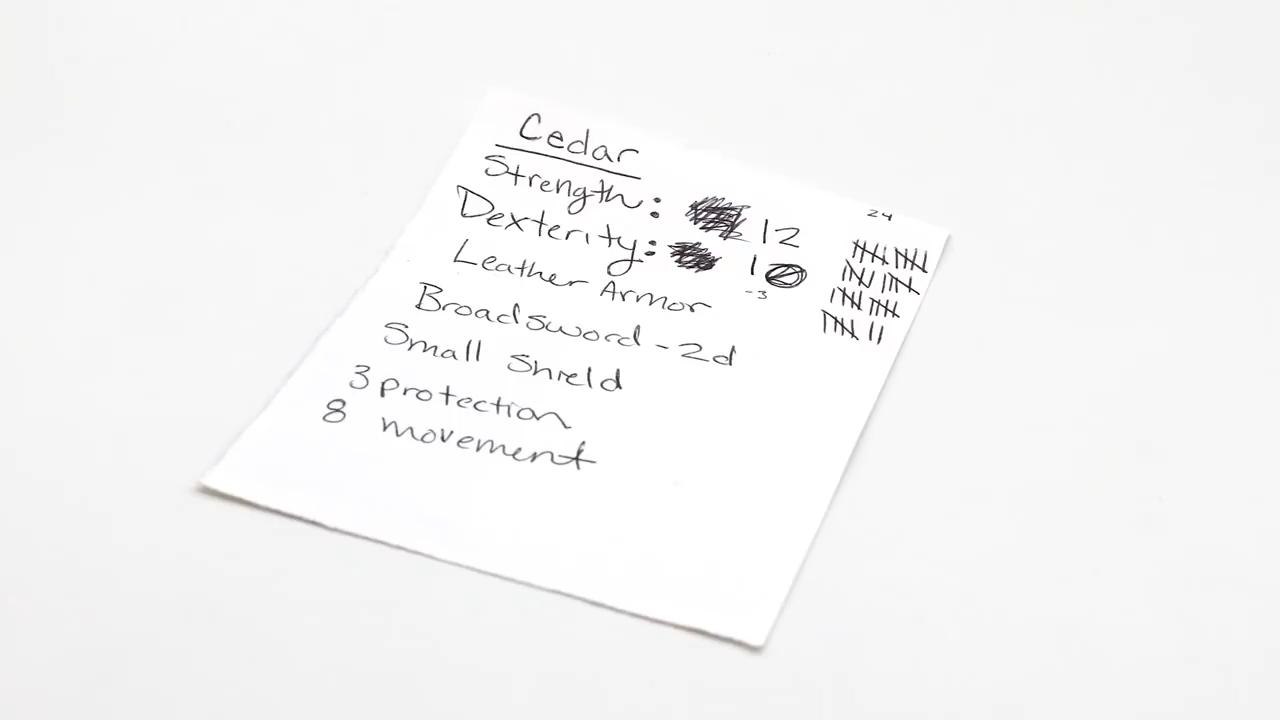 Cedar
24
Strength: 12
Dexterity: 1
-3
Leather Armor
Broadsword - 2d
Small Shield
3 protection
8 movement